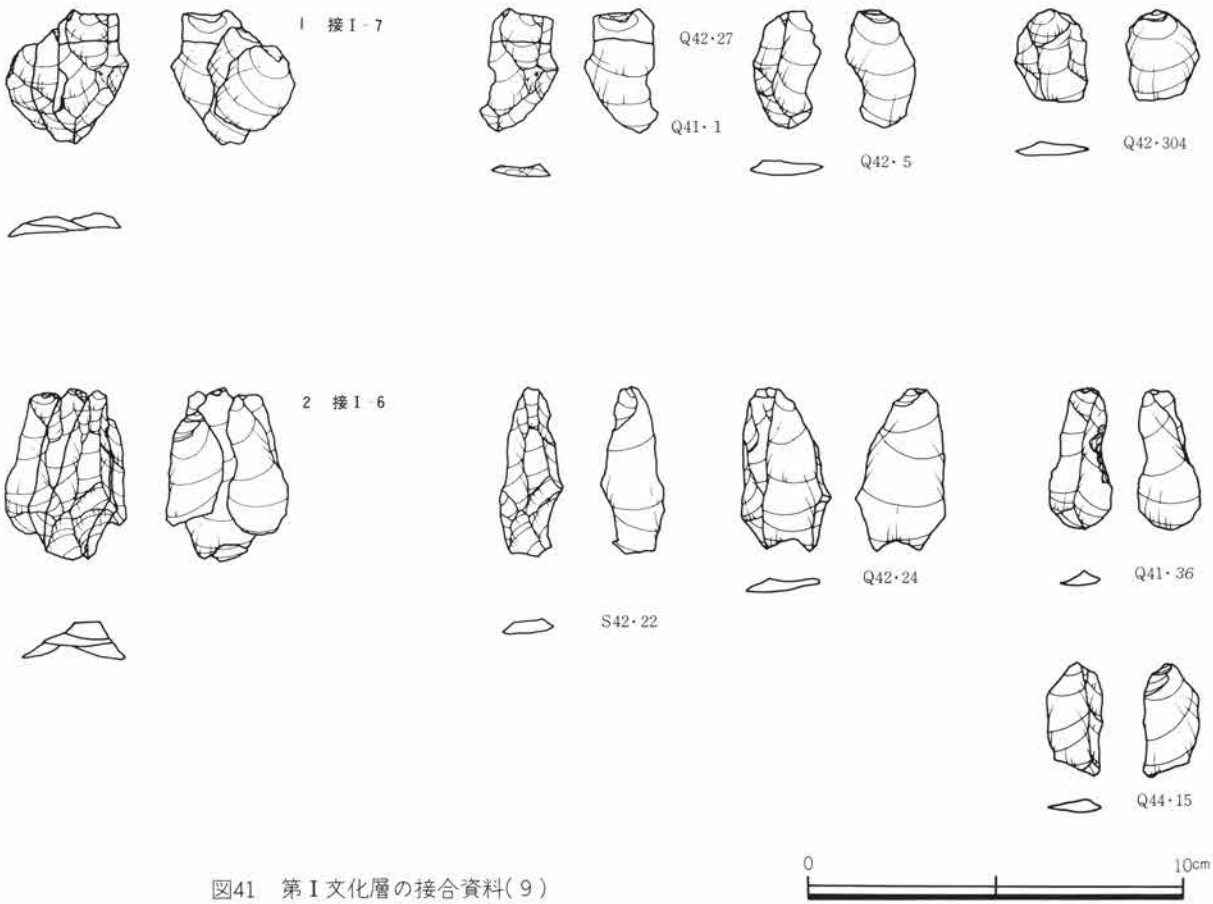 1 接Ⅰ-7
Q42・27
Q41・1
Q42・5
Q42・304
2 接Ⅰ-6
S42・22
Q42・24
Q41・36
Q44・15
図41 第Ⅰ文化層の接合資料(9)
0 10cm